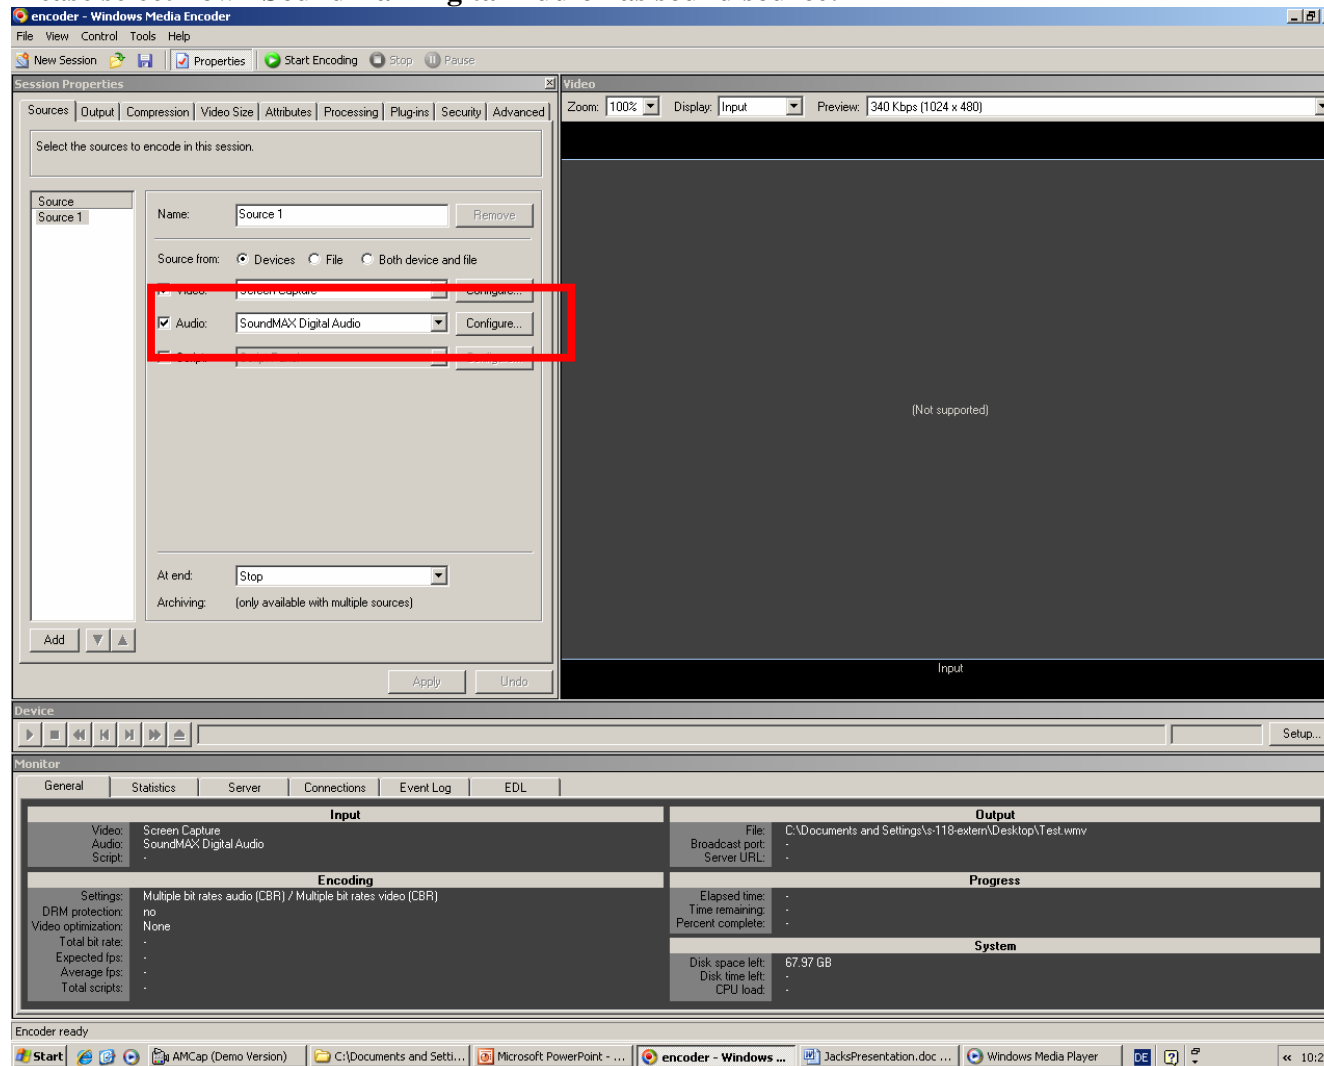 encoder - Windows Media Encoder
File View Control Tools Help
New Session Properties Start Encoding Stop Pause
Session Properties
Sources Output Compression Video Size Attributes Processing Plug-ins Security Advanced
Select the sources to encode in this session.
Source
Source 1
Name: Source 1 Remove
Source from: Devices File Both device and file
Video: Screen Capture Configure...
Audio: SoundMAX Digital Audio Configure...
At end: Stop
Archiving: (only available with multiple sources)
Add
Apply Undo
Video
Zoom: 100% Display: Input Preview: 340 Kbps (1024 x 480)
(Not supported)
Input
Device
Setup...
Monitor
General Statistics Server Connections Event Log EDL
Input
Video: Screen Capture
Audio: SoundMAX Digital Audio
Script: -
Encoding
Settings: Multiple bit rates audio (CBR) / Multiple bit rates video (CBR)
DRM protection: no
Video optimization: None
Total bit rate: -
Expected fps: -
Average fps: -
Total scripts: -
Output
File: C:\Documents and Settings\s-118-extern\Desktop\Test.wmv
Broadcast port: -
Server URL: -
Progress
Elapsed time: -
Time remaining: -
Percent complete: -
System
Disk space left: 67.97 GB
Disk time left: -
CPU load: -
Encoder ready
Start AMCap (Demo Version) C:\Documents and Setti... Microsoft PowerPoint - ... encoder - Windows ... JacksPresentation.doc ... Windows Media Player DE « 10:2